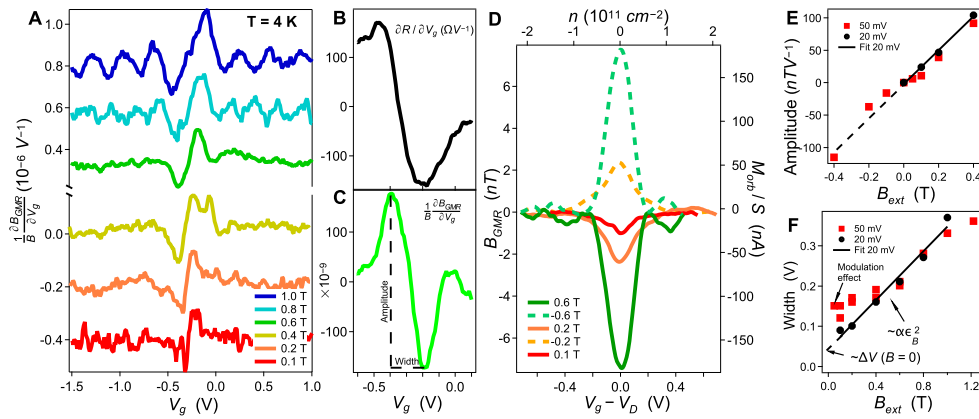 A
T = 4 K
1.0
0.8
0.6
0.4
0.0
-0.2
-0.4
1/B ∂B_GMR/∂V_g (10⁻⁶ V⁻¹)
1.0 T
0.8 T
0.6 T
0.4 T
0.2 T
0.1 T
-1.5 -1.0 -0.5 0.0 0.5 1.0
V_g (V)
B
∂R / ∂V_g (ΩV⁻¹)
100
0
-100
C
1/B ∂B_GMR/∂V_g
×10⁻⁹
100
0
-100
Amplitude
Width
-0.4 0.0
V_g (V)
D
n (10¹¹ cm⁻²)
-2 -1 0 1 2
B_GMR (nT)
6
4
2
0
-2
-4
-6
M_orb / S (nA)
150
100
50
0
-50
-100
-150
0.6 T
-0.6 T
0.2 T
-0.2 T
0.1 T
-0.4 0.0 0.4
V_g − V_D (V)
E
Amplitude (nTV⁻¹)
100
50
0
-50
-100
50 mV
20 mV
Fit 20 mV
-0.4 -0.2 0.0 0.2 0.4
B_ext (T)
F
Width (V)
0.3
0.2
0.1
0.0
50 mV
20 mV
Fit 20 mV
Modulation
effect
~αϵ_B²
~ΔV (B = 0)
0.0 0.4 0.8 1.2
B_ext (T)